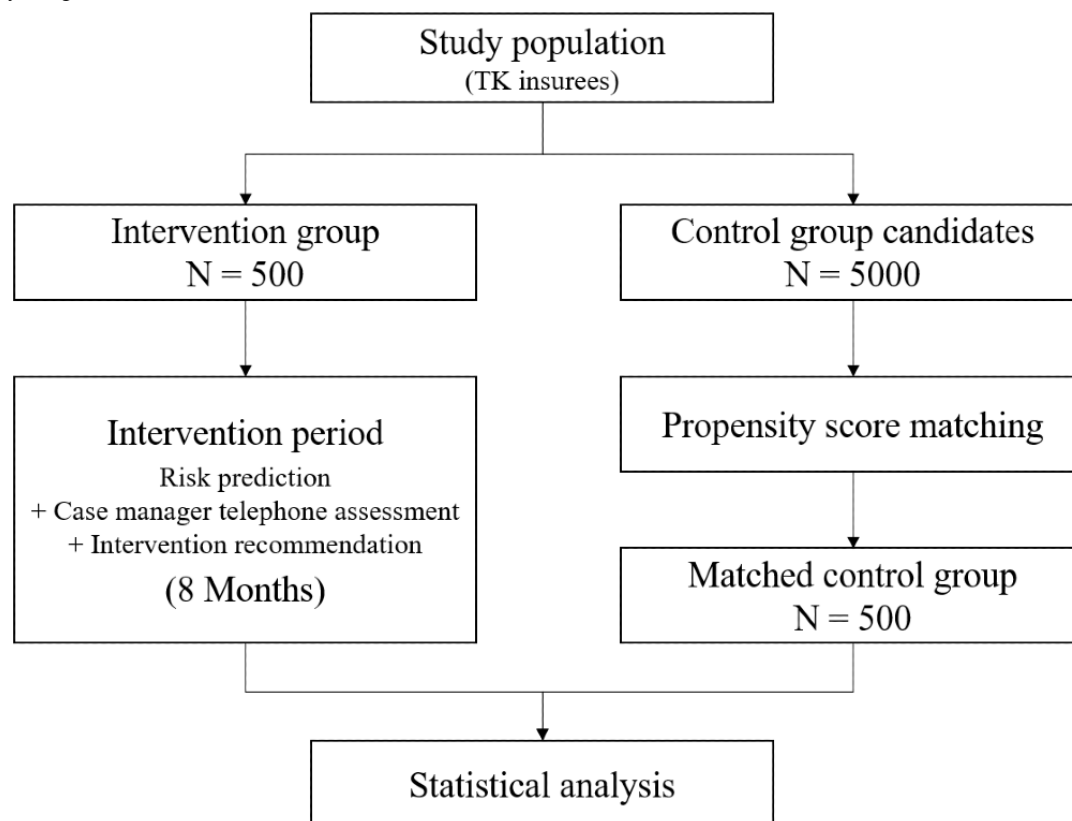 Study population
(TK insurees)
Intervention group
N = 500
Control group candidates
N = 5000
Intervention period
Risk prediction
+ Case manager telephone assessment
+ Intervention recommendation
(8 Months)
Propensity score matching
Matched control group
N = 500
Statistical analysis